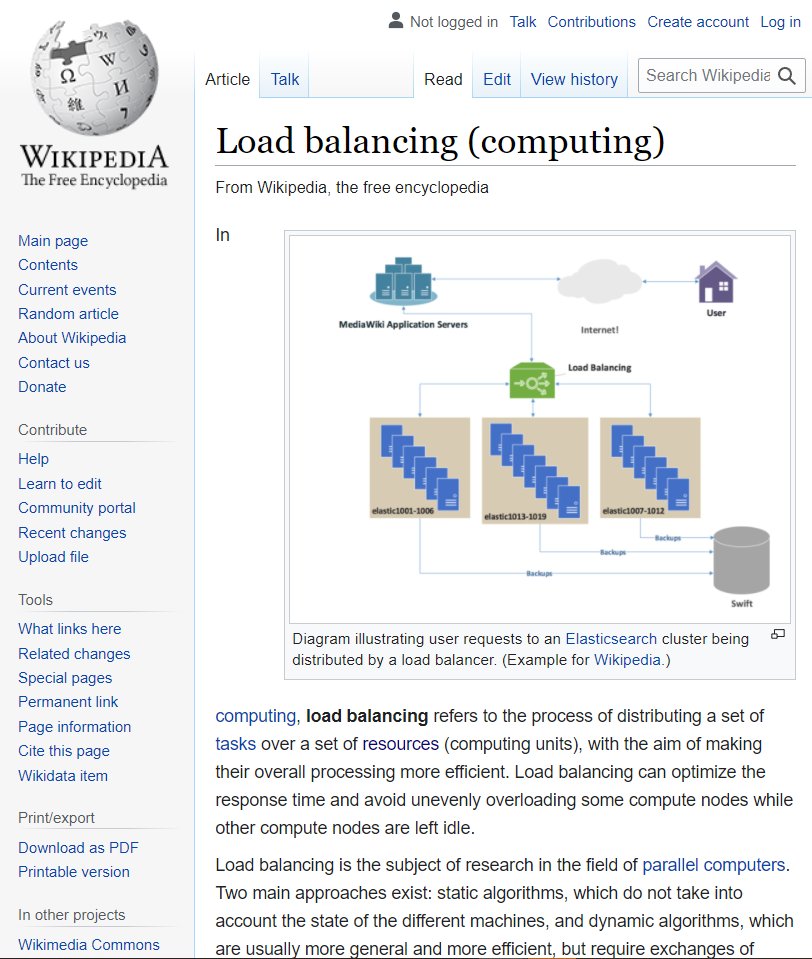 Not logged in Talk Contributions Create account Log in
Article Talk Read Edit View history Search Wikipedia
WIKIPEDIA
The Free Encyclopedia
Main page
Contents
Current events
Random article
About Wikipedia
Contact us
Donate
Contribute
Help
Learn to edit
Community portal
Recent changes
Upload file
Tools
What links here
Related changes
Special pages
Permanent link
Page information
Cite this page
Wikidata item
Print/export
Download as PDF
Printable version
In other projects
Wikimedia Commons
Load balancing (computing)
From Wikipedia, the free encyclopedia
In
MediaWiki Application Servers
Internet!
User
Load Balancing
elastic1001-1006
elastic1013-1019
elastic1007-1012
Backups
Backups
Backups
Swift
Diagram illustrating user requests to an Elasticsearch cluster being
distributed by a load balancer. (Example for Wikipedia.)
computing, load balancing refers to the process of distributing a set of
tasks over a set of resources (computing units), with the aim of making
their overall processing more efficient. Load balancing can optimize the
response time and avoid unevenly overloading some compute nodes while
other compute nodes are left idle.
Load balancing is the subject of research in the field of parallel computers.
Two main approaches exist: static algorithms, which do not take into
account the state of the different machines, and dynamic algorithms, which
are usually more general and more efficient, but require exchanges of